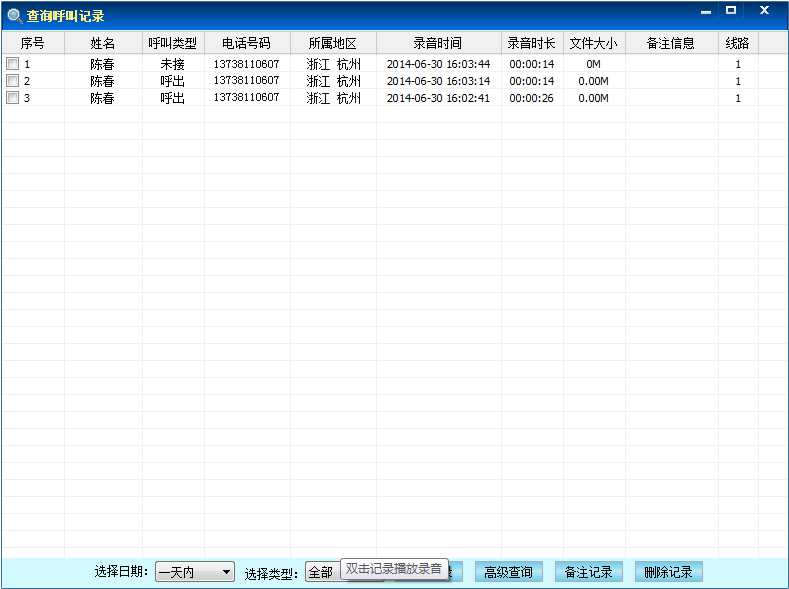 查询呼叫记录
序号 姓名 呼叫类型 电话号码 所属地区 录音时间 录音时长 文件大小 备注信息 线路
1 陈春 未接 13738110607 浙江 杭州 2014-06-30 16:03:44 00:00:14 0M 1
2 陈春 呼出 13738110607 浙江 杭州 2014-06-30 16:03:14 00:00:14 0.00M 1
3 陈春 呼出 13738110607 浙江 杭州 2014-06-30 16:02:41 00:00:26 0.00M 1
选择日期： 一天内 选择类型： 全部 双击记录播放录音 高级查询 备注记录 删除记录